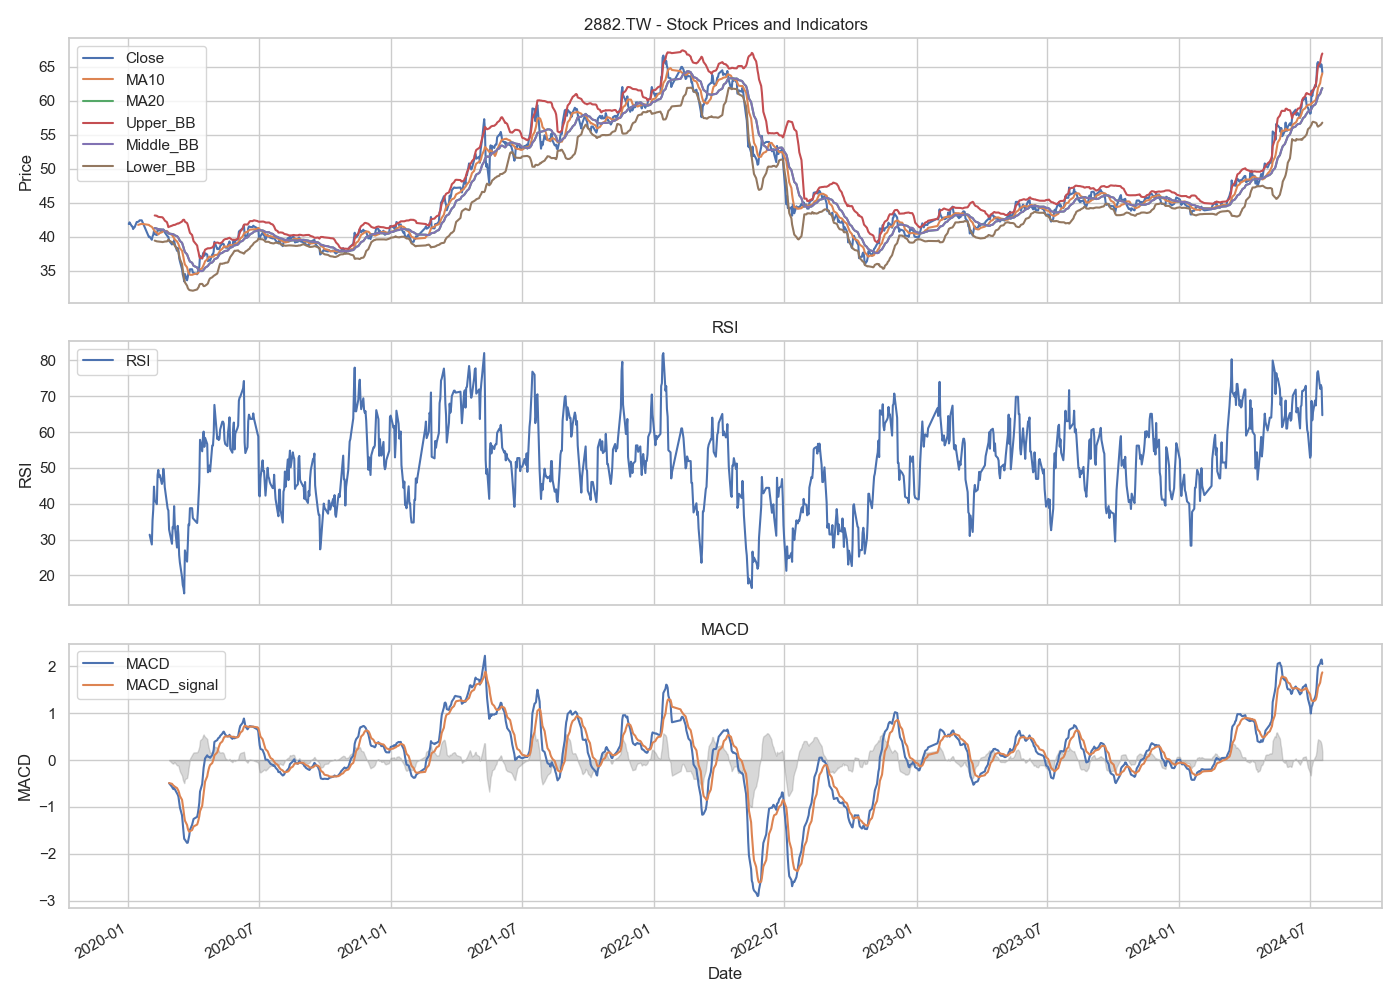 2882.TW - Stock Prices and Indicators
Close
MA10
MA20
Upper_BB
Middle_BB
Lower_BB
Price
65
60
55
50
45
40
35
RSI
RSI
RSI
80
70
60
50
40
30
20
MACD
MACD
MACD_signal
MACD
2
1
0
−1
−2
−3
2020-01
2020-07
2021-01
2021-07
2022-01
2022-07
2023-01
2023-07
2024-01
2024-07
Date